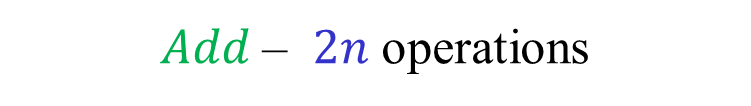 Add – 2n operations